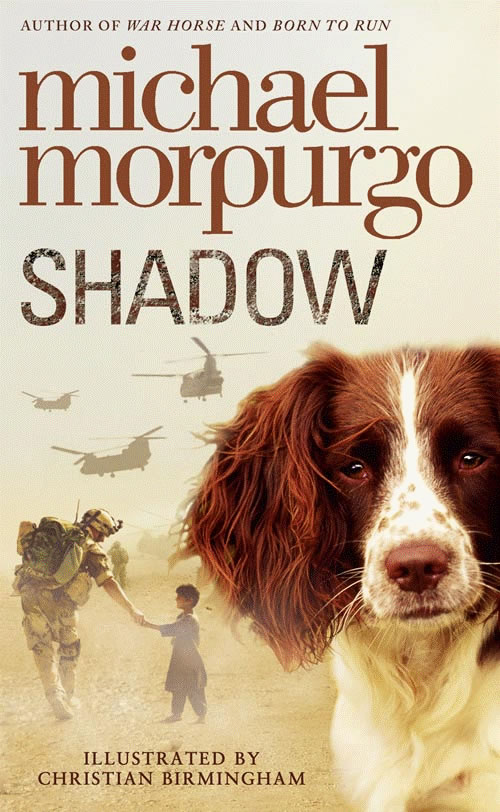 AUTHOR OF WAR HORSE AND BORN TO RUN
michael
morpurgo
SHADOW
ILLUSTRATED BY
CHRISTIAN BIRMINGHAM